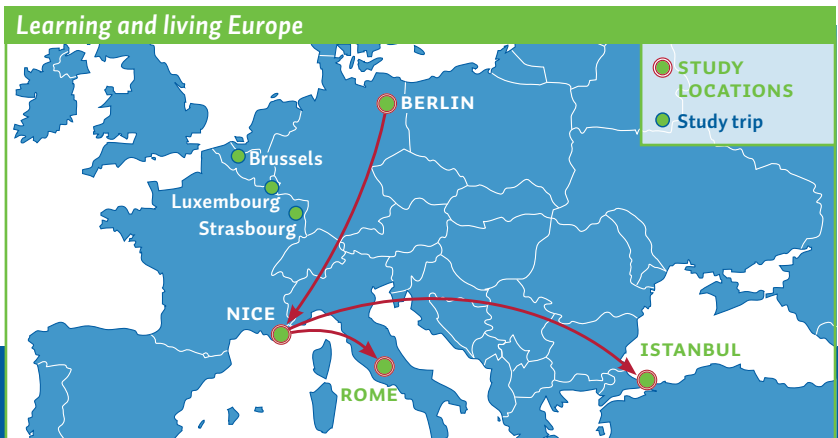 Learning and living Europe
STUDY
LOCATIONS
Study trip
BERLIN
Brussels
Luxembourg
Strasbourg
NICE
ISTANBUL
ROME